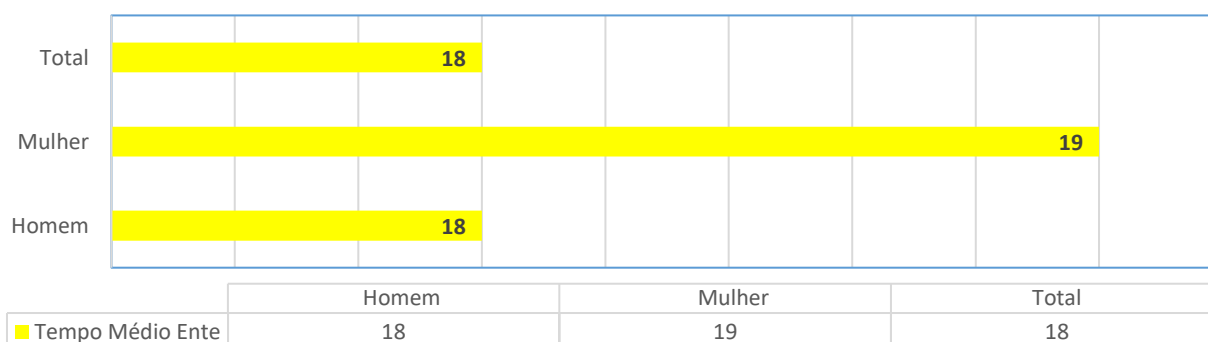 Total 18
Mulher 19
Homem 18
Homem Mulher Total
Tempo Médio Ente 18 19 18